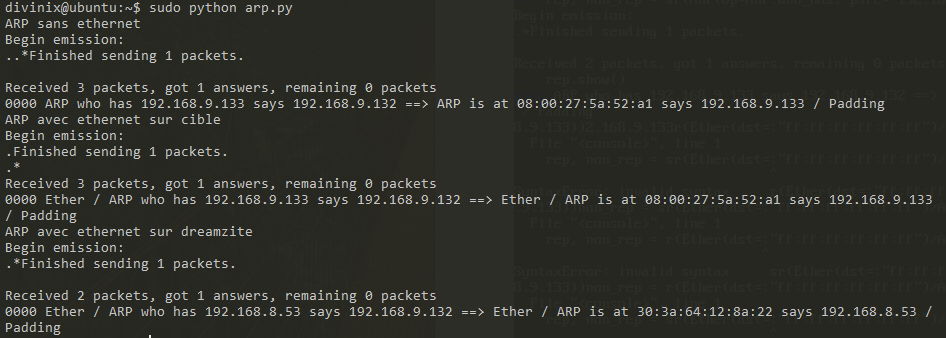 divinix@ubuntu:~$ sudo python arp.py
ARP sans ethernet
Begin emission:
..*Finished sending 1 packets.
Received 3 packets, got 1 answers, remaining 0 packets
0000 ARP who has 192.168.9.133 says 192.168.9.132 ==> ARP is at 08:00:27:5a:52:a1 says 192.168.9.133 / Padding
ARP avec ethernet sur cible
Begin emission:
.Finished sending 1 packets.
.*
Received 3 packets, got 1 answers, remaining 0 packets
0000 Ether / ARP who has 192.168.9.133 says 192.168.9.132 ==> Ether / ARP is at 08:00:27:5a:52:a1 says 192.168.9.133
/ Padding
ARP avec ethernet sur dreamzite
Begin emission:
.*Finished sending 1 packets.
Received 2 packets, got 1 answers, remaining 0 packets
0000 Ether / ARP who has 192.168.8.53 says 192.168.9.132 ==> Ether / ARP is at 30:3a:64:12:8a:22 says 192.168.8.53 /
Padding